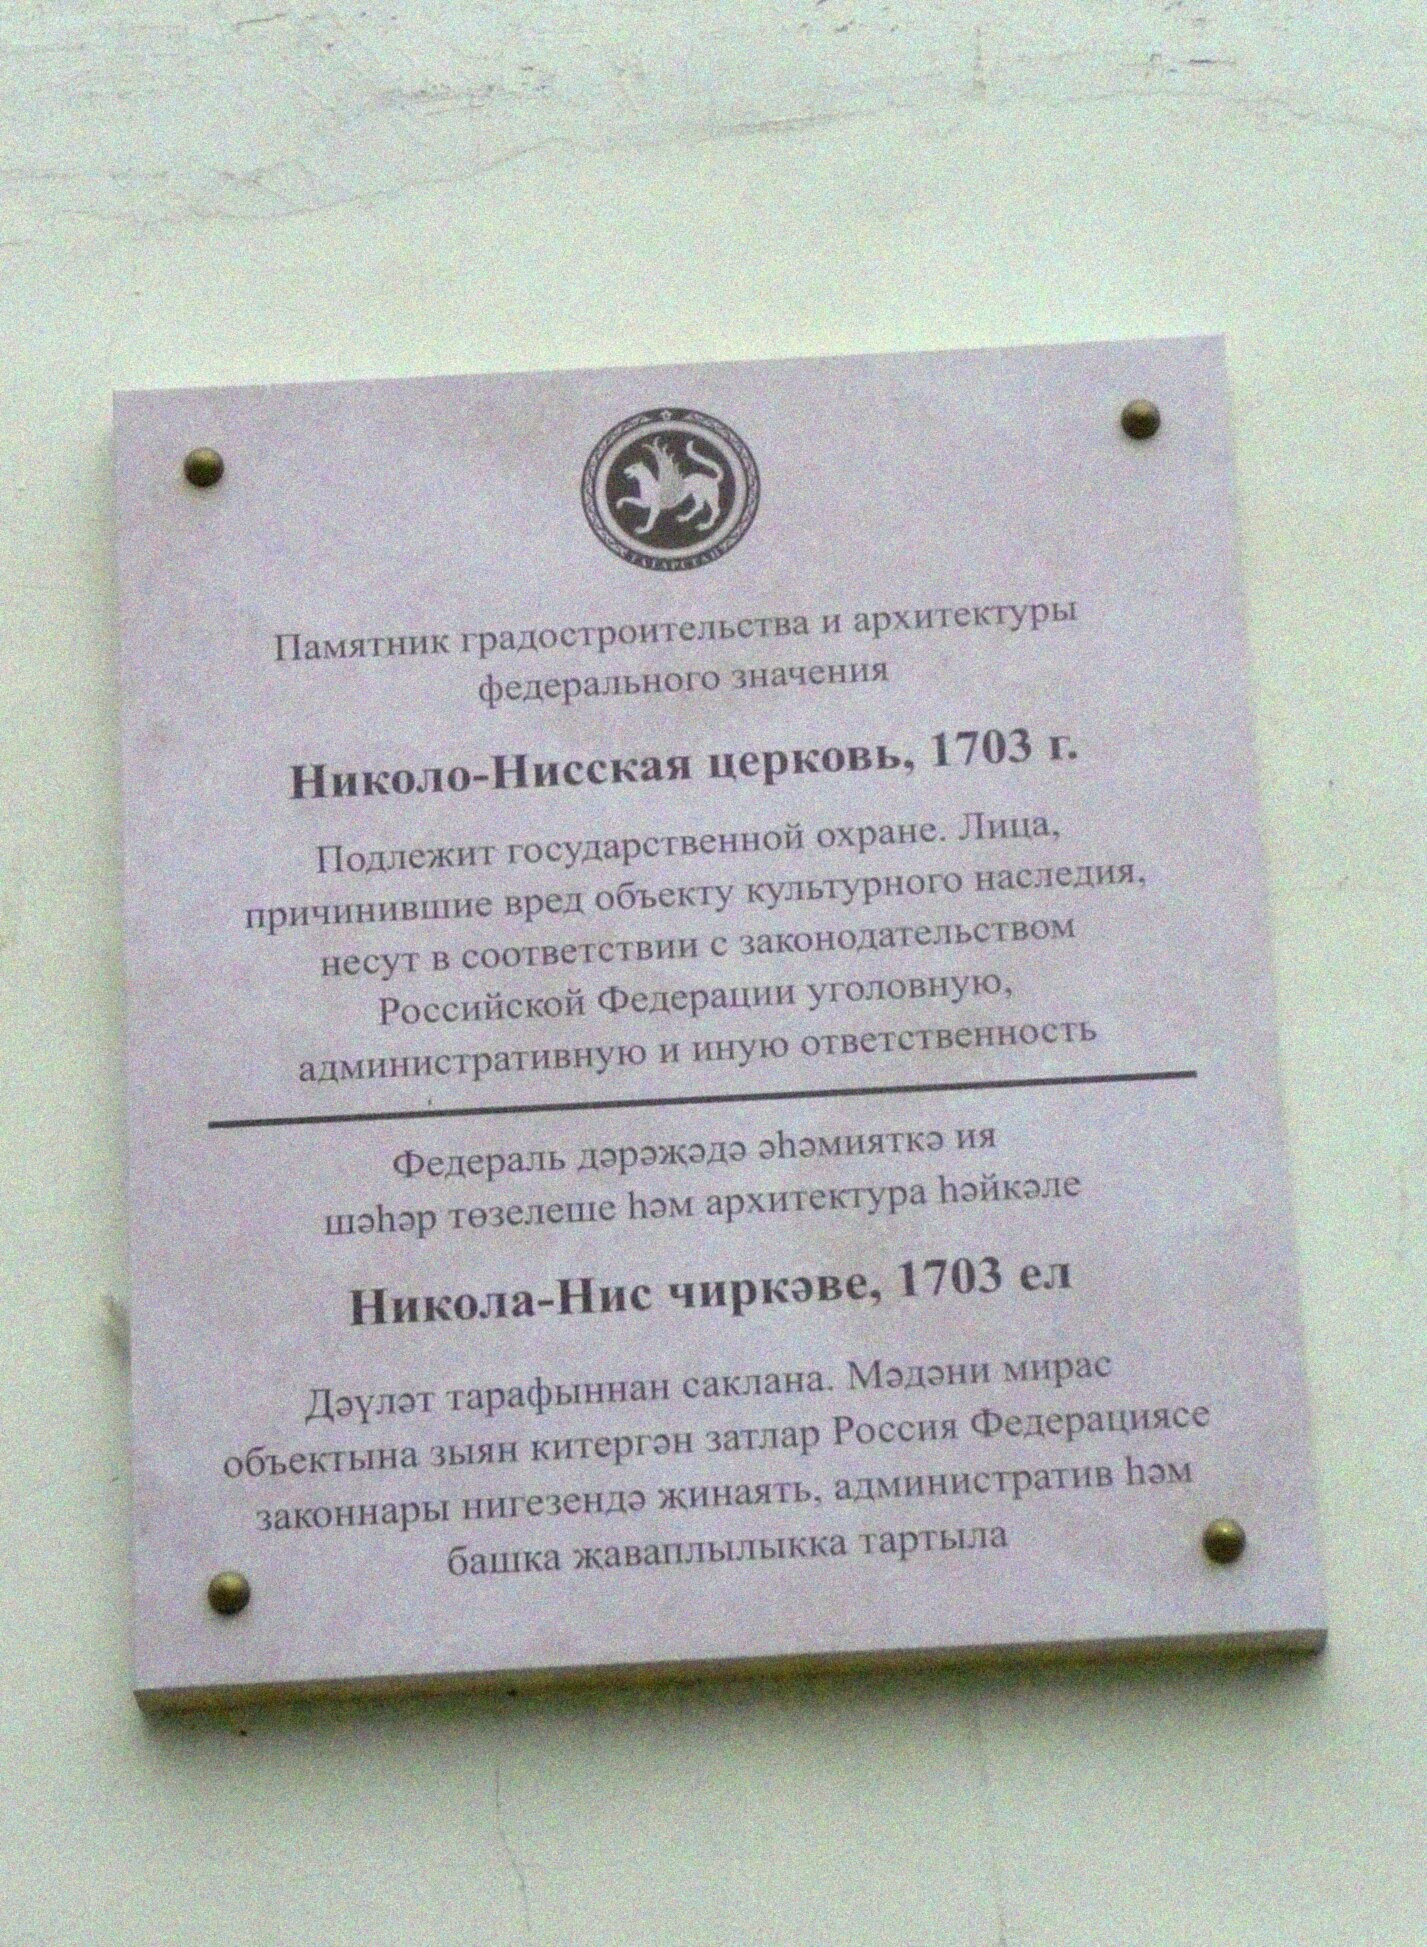 ТАТАРСТАН
Памятник градостроительства и архитектуры
федерального значения
Николо-Нисская церковь, 1703 г.
Подлежит государственной охране. Лица,
причинившие вред объекту культурного наследия,
несут в соответствии с законодательством
Российской Федерации уголовную,
административную и иную ответственность
Федераль дәрәҗәдә әһәмияткә ия
шәһәр төзелеше һәм архитектура һәйкәле
Никола-Нис чиркәве, 1703 ел
Дәүләт тарафыннан саклана. Мәдәни мирас
объектына зыян китергән затлар Россия Федерациясе
законнары нигезендә җинаять, административ һәм
башка җаваплылыкка тартыла